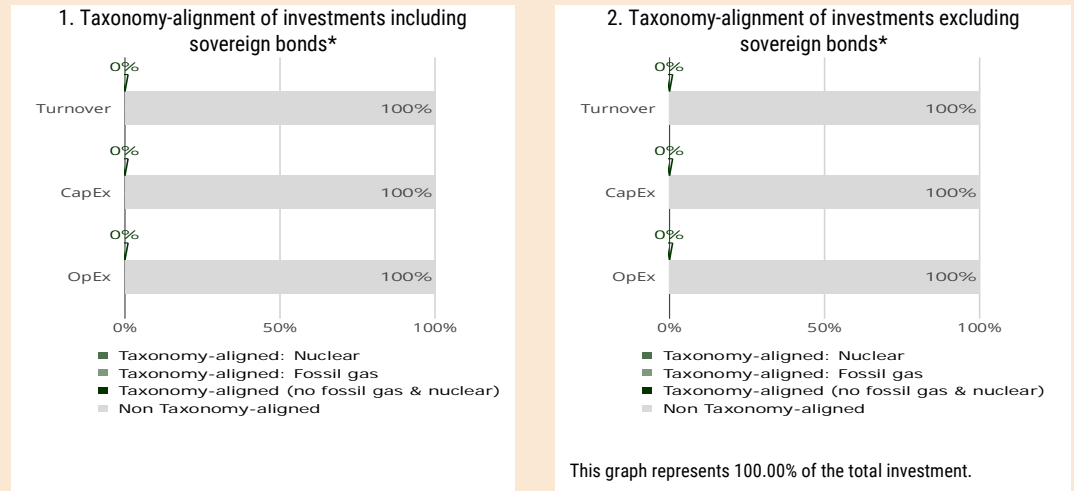 1. Taxonomy-alignment of investments including
sovereign bonds*
0%
Turnover
100%
0%
CapEx
100%
0%
OpEx
100%
0%
50%
100%
Taxonomy-aligned: Nuclear
Taxonomy-aligned: Fossil gas
Taxonomy-aligned (no fossil gas & nuclear)
Non Taxonomy-aligned
2. Taxonomy-alignment of investments excluding
sovereign bonds*
0%
Turnover
100%
0%
CapEx
100%
0%
OpEx
100%
0%
50%
100%
Taxonomy-aligned: Nuclear
Taxonomy-aligned: Fossil gas
Taxonomy-aligned (no fossil gas & nuclear)
Non Taxonomy-aligned
This graph represents 100.00% of the total investment.